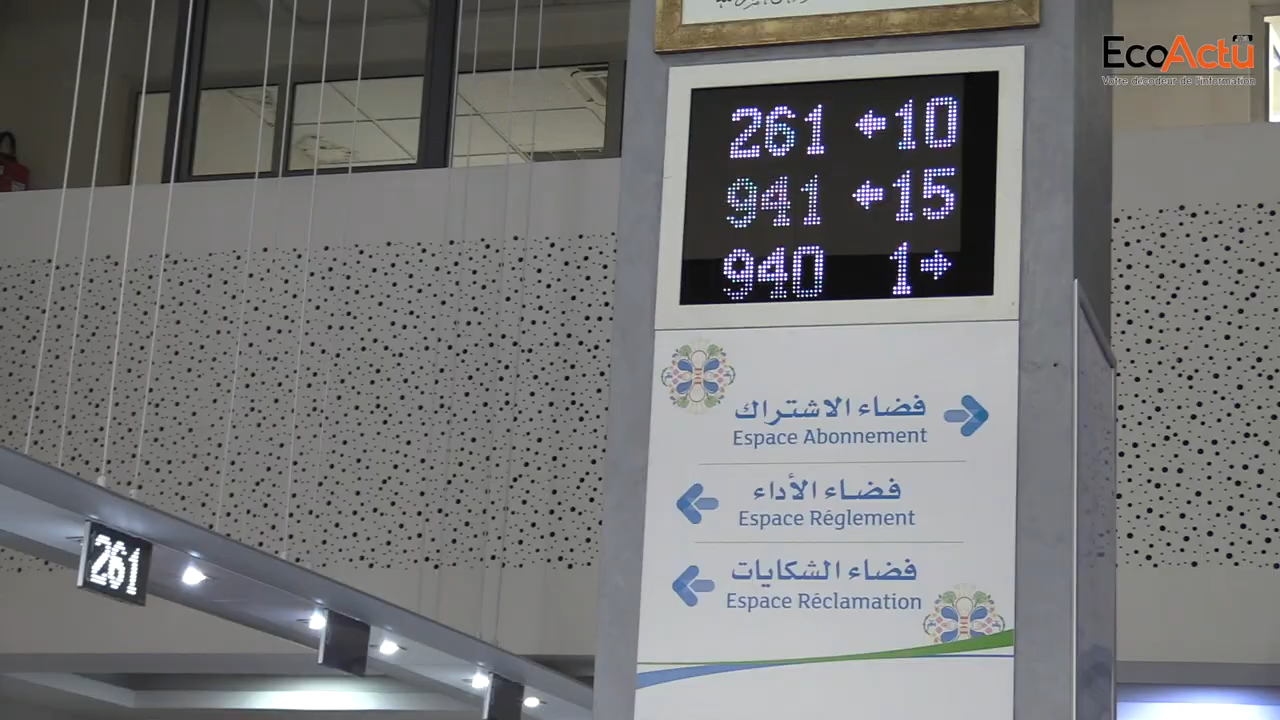 EcoActu
Votre décodeur de l'information
261 ←10
941 ←15
940 1→
فضاء الاشتراك
Espace Abonnement
فضاء الأداء
Espace Réglement
فضاء الشكايات
Espace Réclamation
261